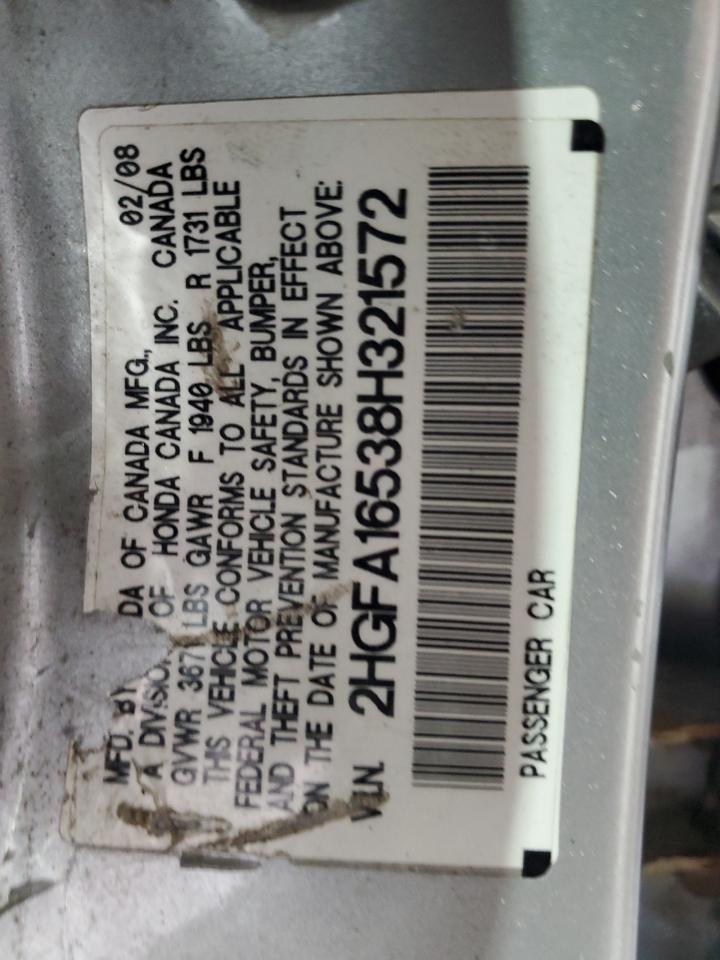 MFD. BY DA OF CANADA MFG., 02/08
A DIVISION OF HONDA CANADA INC. CANADA
GVWR LBS GAWR F 1940 LBS R 1731 LBS
THIS VEHICLE CONFORMS TO ALL APPLICABLE
FEDERAL MOTOR VEHICLE SAFETY, BUMPER,
AND THEFT PREVENTION STANDARDS IN EFFECT
ON THE DATE OF MANUFACTURE SHOWN ABOVE.
V.I.N. 2HGFA16538H321572
PASSENGER CAR